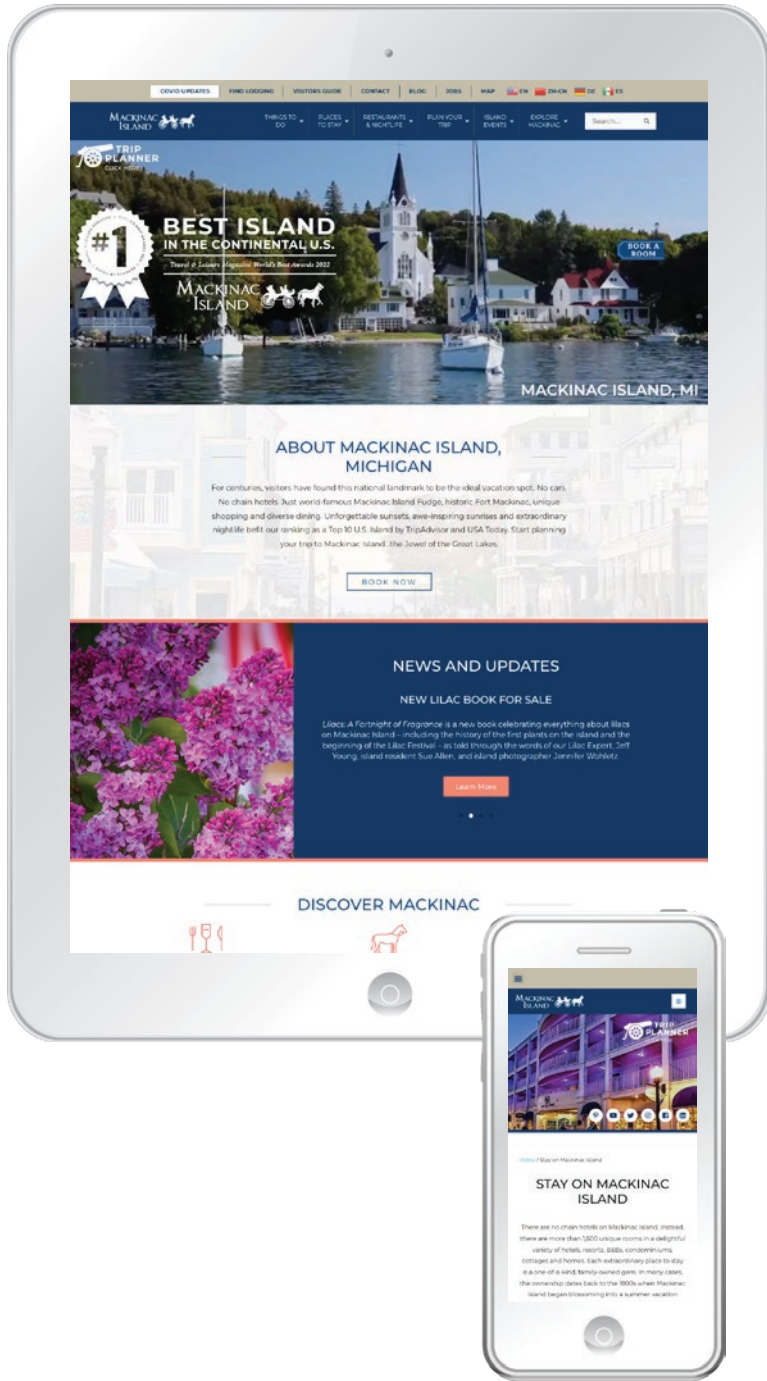 COVID UPDATES FIND LODGING VISITORS GUIDE CONTACT BLOG JOBS MAP EN ZH-CN DE ES
MACKINAC ISLAND
THINGS TO DO
PLACES TO STAY
RESTAURANTS & NIGHTLIFE
PLAN YOUR TRIP
ISLAND EVENTS
EXPLORE MACKINAC
Search...
TRIP
PLANNER
CLICK HERE
#1
BEST ISLAND
IN THE CONTINENTAL U.S.
Travel & Leisure Magazine World's Best Awards 2022
MACKINAC
ISLAND
BOOK A
ROOM
MACKINAC ISLAND, MI
ABOUT MACKINAC ISLAND,
MICHIGAN
For centuries, visitors have found this national landmark to be the ideal vacation spot. No cars.
No chain hotels. Just world-famous Mackinac Island Fudge, historic Fort Mackinac, unique
shopping and diverse dining. Unforgettable sunsets, awe-inspiring sunrises and extraordinary
nightlife befit our ranking as a Top 10 U.S. Island by TripAdvisor and USA Today. Start planning
your trip to Mackinac Island...the Jewel of the Great Lakes.
BOOK NOW
NEWS AND UPDATES
NEW LILAC BOOK FOR SALE
Lilacs: A Fortnight of Fragrance is a new book celebrating everything about lilacs
on Mackinac Island – including the history of the first plants on the island and the
beginning of the Lilac Festival – as told through the words of our Lilac Expert, Jeff
Young, island resident Sue Allen, and island photographer Jennifer Wohletz.
Learn More
DISCOVER MACKINAC
MACKINAC
ISLAND
TRIP
PLANNER
Home / Stay on Mackinac Island
STAY ON MACKINAC
ISLAND
There are no chain hotels on Mackinac Island. Instead,
there are more than 1,600 unique rooms in a delightful
variety of hotels, resorts, B&Bs, condominiums,
cottages and homes. Each extraordinary place to stay
is a one-of-a-kind, family-owned gem. In many cases,
the ownership dates back to the 1800s when Mackinac
Island began blossoming into a summer vacation